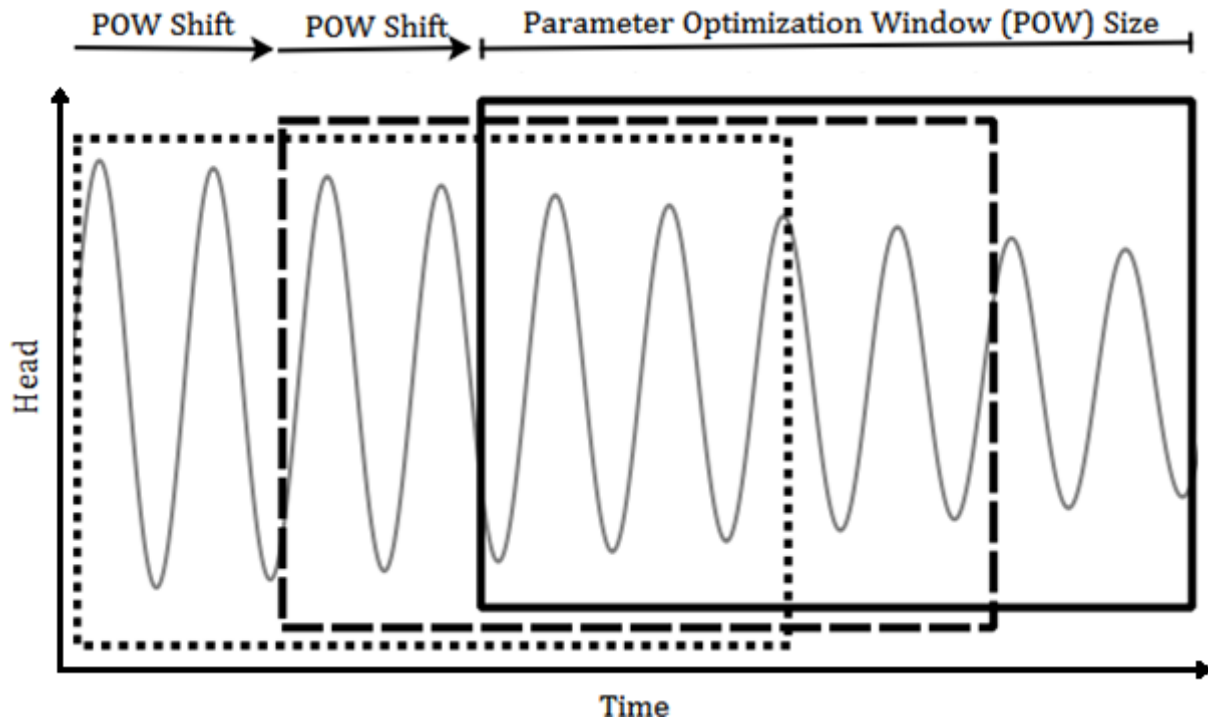 POW Shift
POW Shift
Parameter Optimization Window (POW) Size
Head
Time